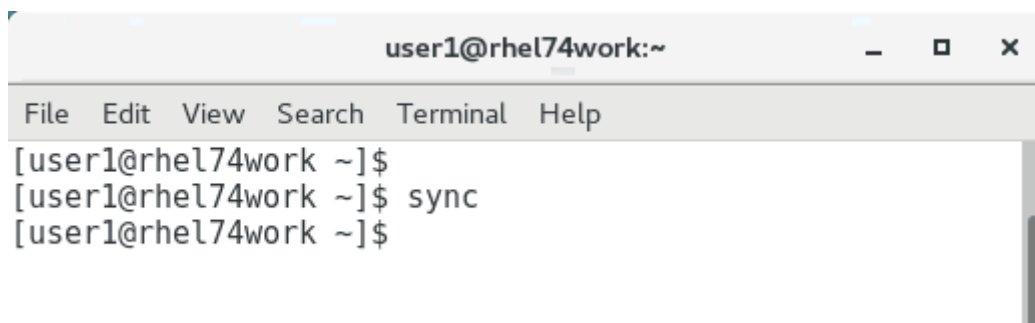 user1@rhel74work:~
File Edit View Search Terminal Help
[user1@rhel74work ~]$
[user1@rhel74work ~]$ sync
[user1@rhel74work ~]$